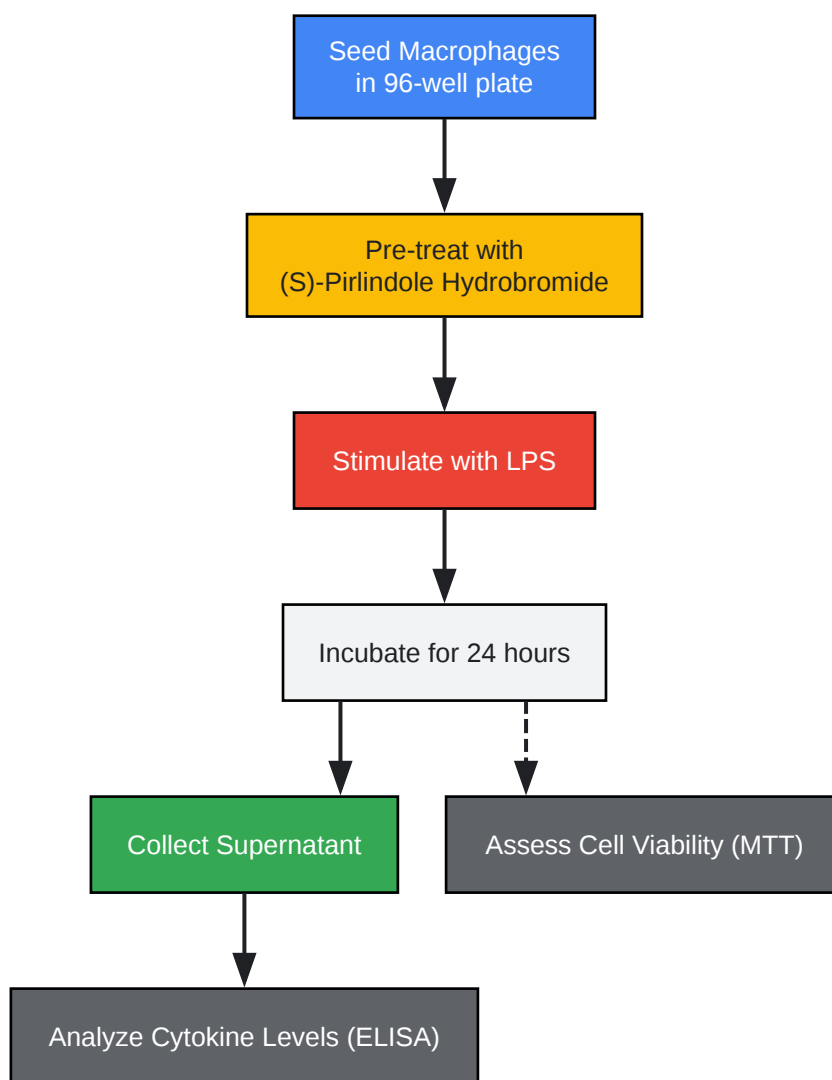 Seed Macrophages
in 96-well plate
Pre-treat with
(S)-Pirlindole Hydrobromide
Stimulate with LPS
Incubate for 24 hours
Collect Supernatant
Assess Cell Viability (MTT)
Analyze Cytokine Levels (ELISA)